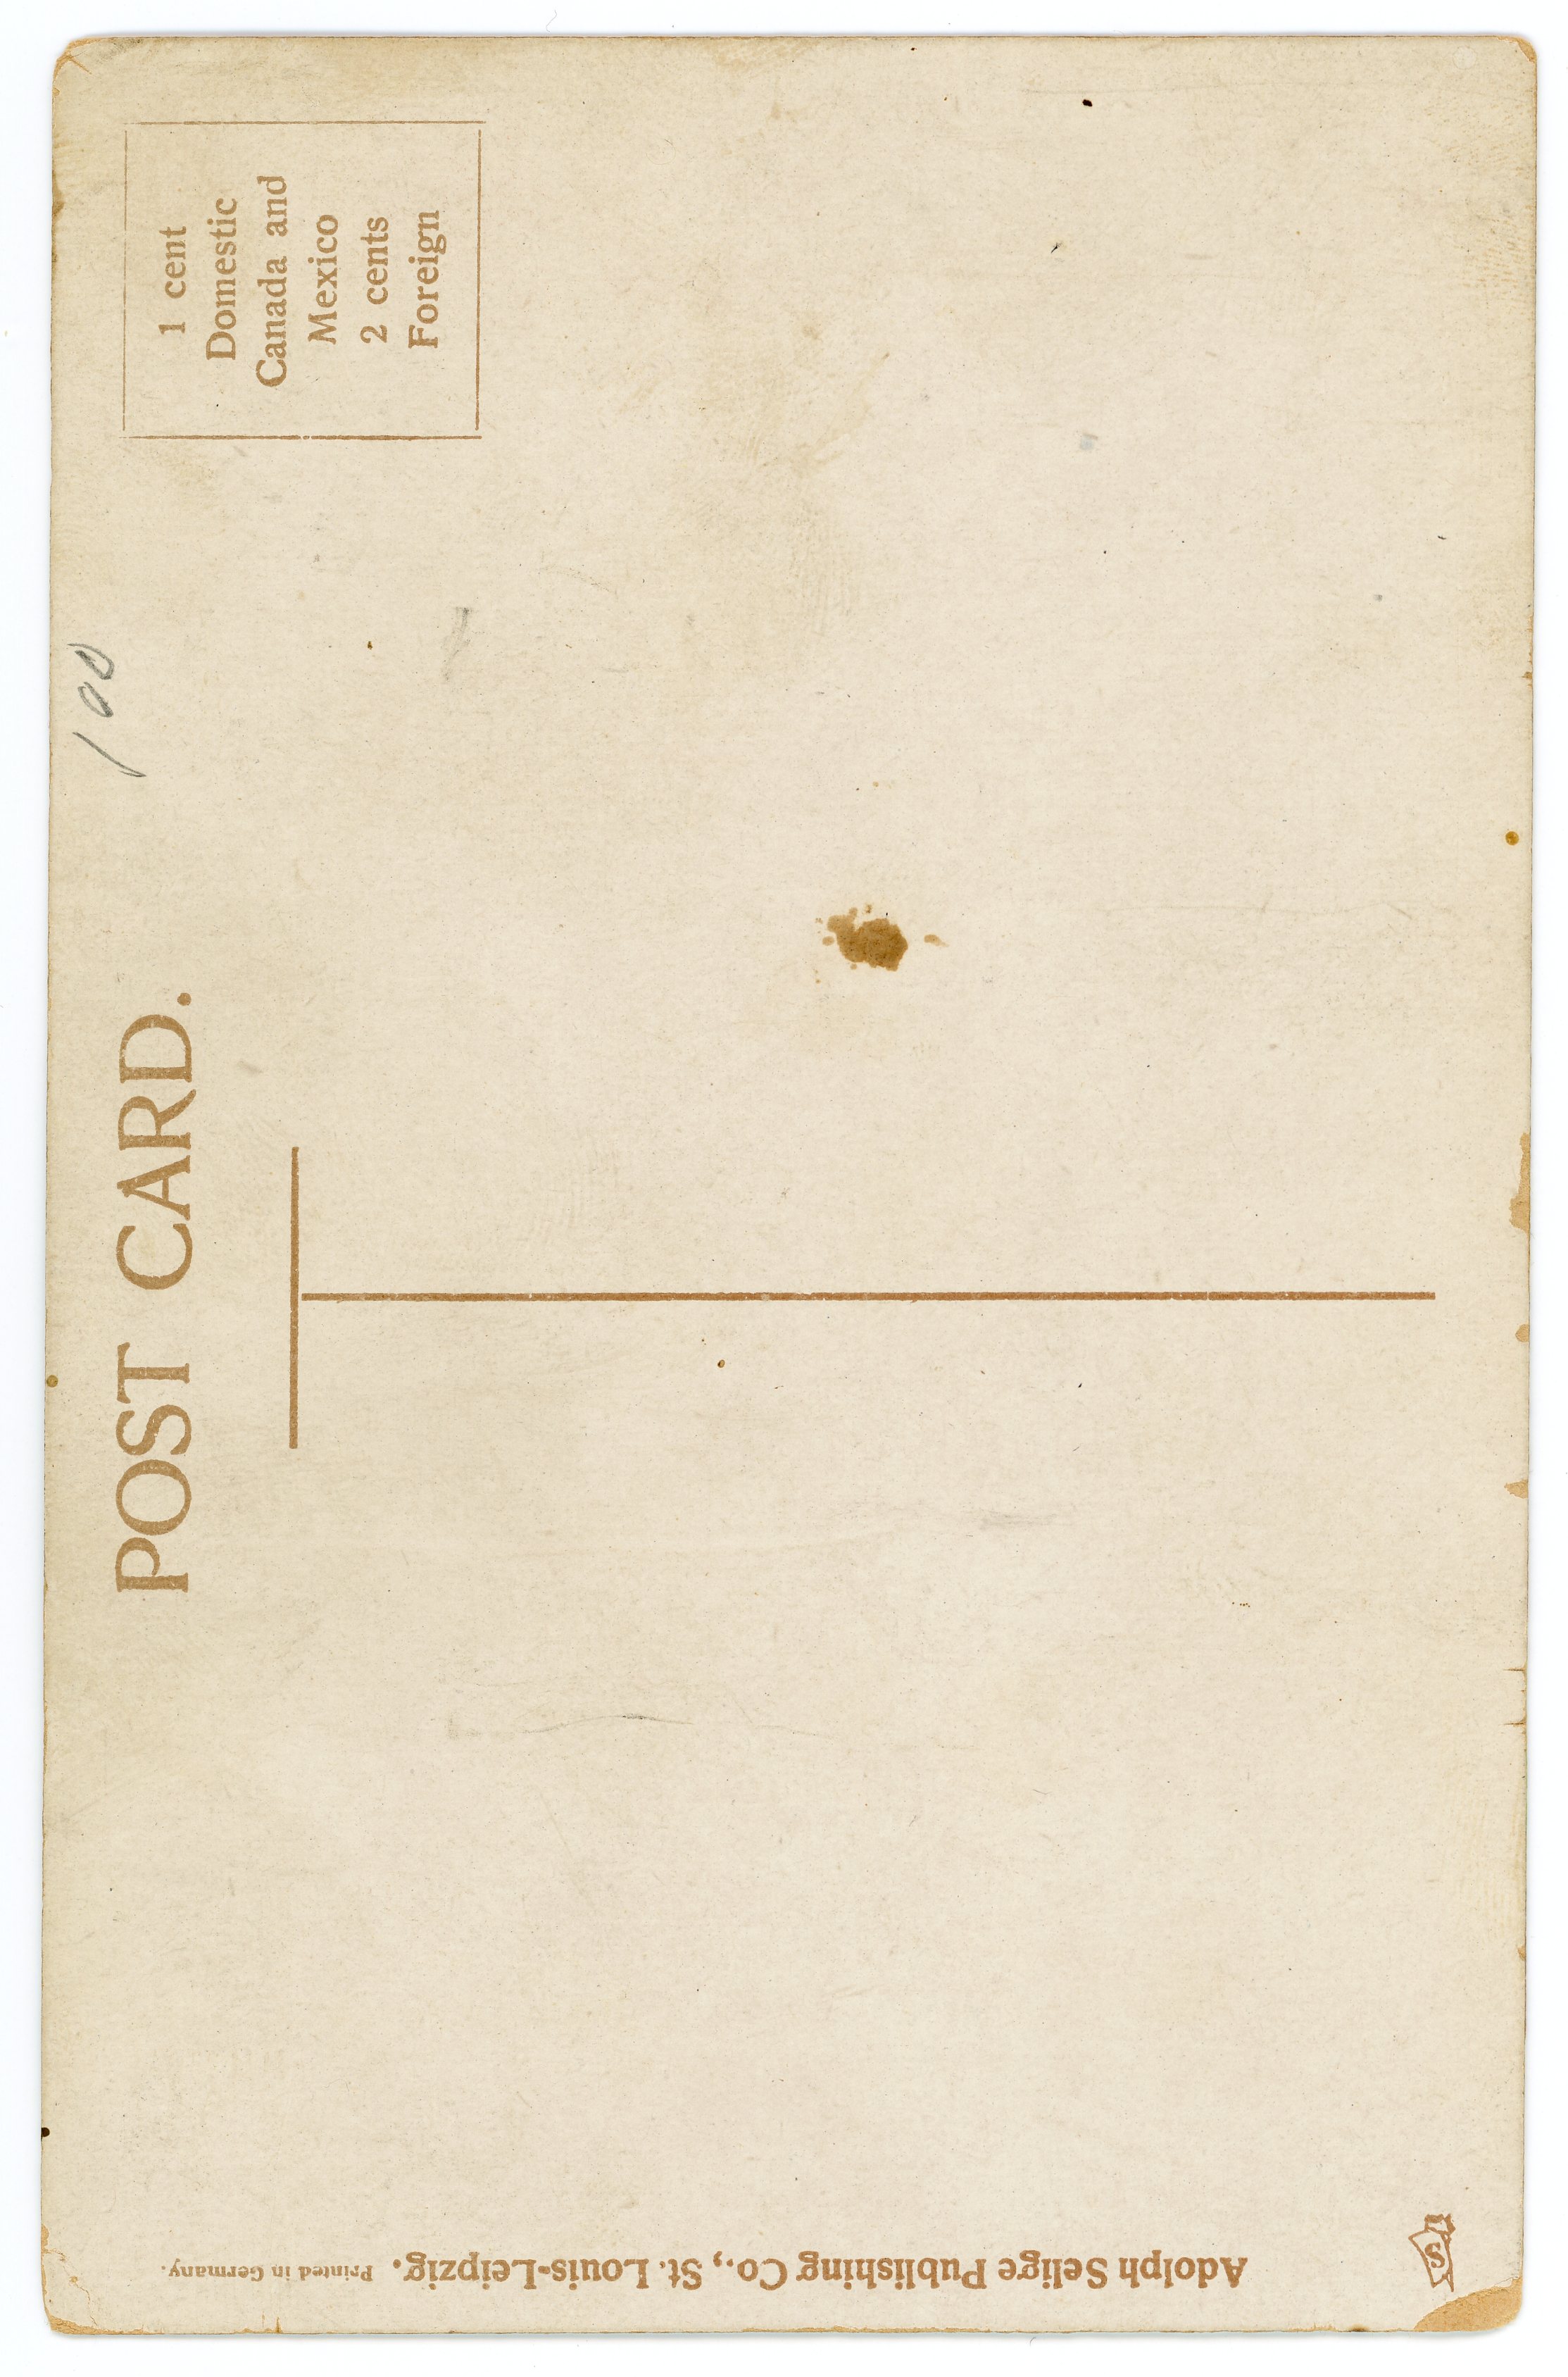 POST CARD.
100
1 cent
Domestic
Canada and
Mexico
2 cents
Foreign
S
Adolph Selige Publishing Co., St. Louis-Leipzig. Printed in Germany.